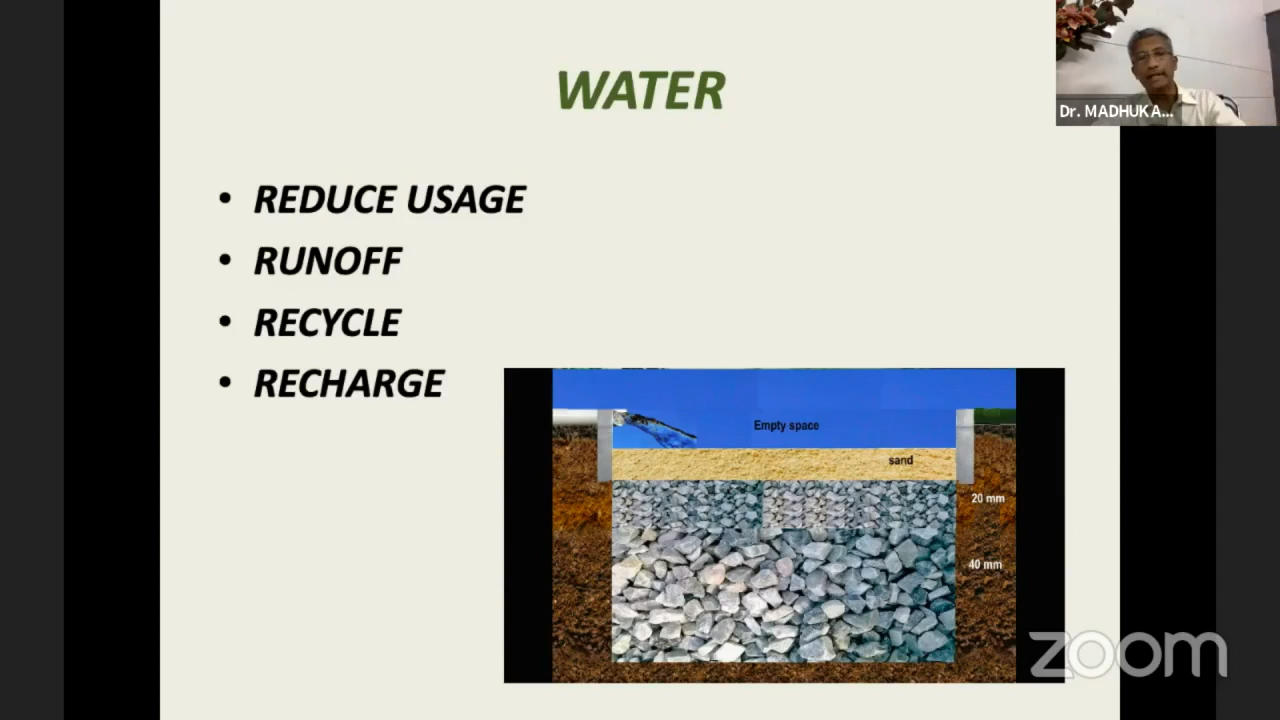 WATER
Dr. MADHUKA...
• REDUCE USAGE
• RUNOFF
• RECYCLE
• RECHARGE
Empty space
sand
20 mm
40 mm
zoom